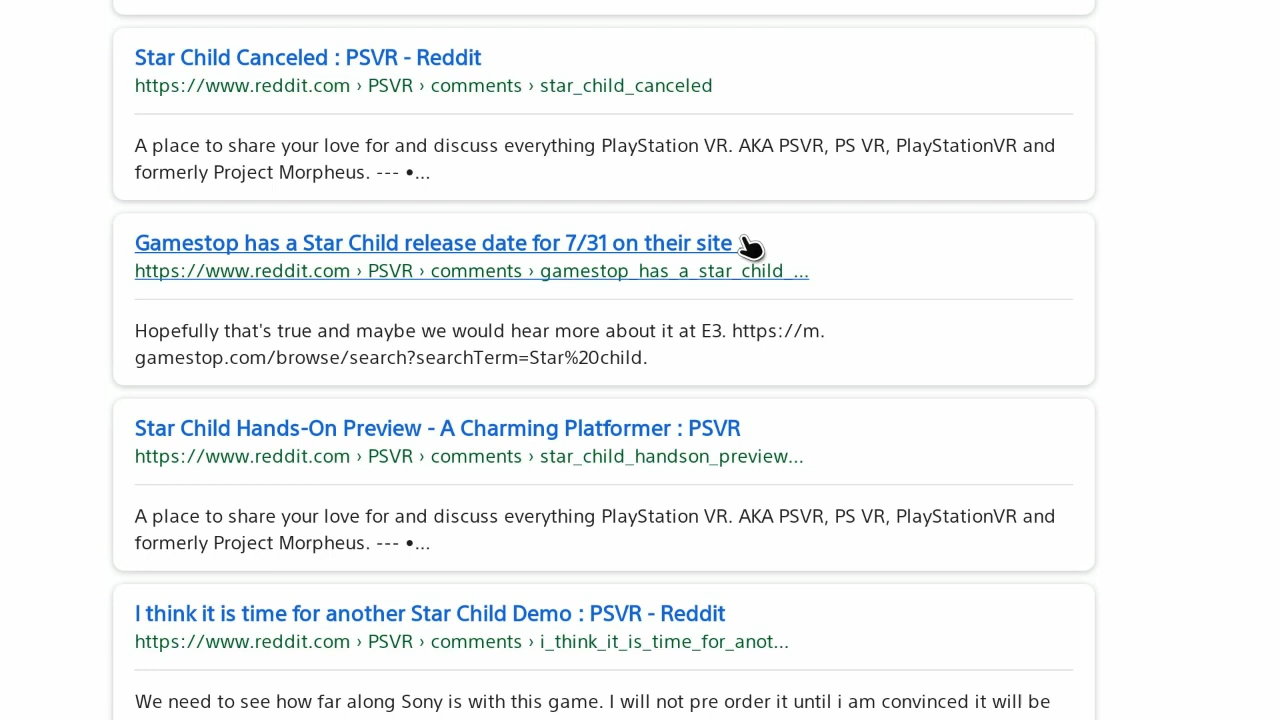 Star Child Canceled : PSVR - Reddit
https://www.reddit.com › PSVR › comments › star_child_canceled
A place to share your love for and discuss everything PlayStation VR. AKA PSVR, PS VR, PlayStationVR and
formerly Project Morpheus. --- •...
Gamestop has a Star Child release date for 7/31 on their site
https://www.reddit.com › PSVR › comments › gamestop_has_a_star_child_...
Hopefully that's true and maybe we would hear more about it at E3. https://m.
gamestop.com/browse/search?searchTerm=Star%20child.
Star Child Hands-On Preview - A Charming Platformer : PSVR
https://www.reddit.com › PSVR › comments › star_child_handson_preview...
A place to share your love for and discuss everything PlayStation VR. AKA PSVR, PS VR, PlayStationVR and
formerly Project Morpheus. --- •...
I think it is time for another Star Child Demo : PSVR - Reddit
https://www.reddit.com › PSVR › comments › i_think_it_is_time_for_anot...
We need to see how far along Sony is with this game. I will not pre order it until i am convinced it will be